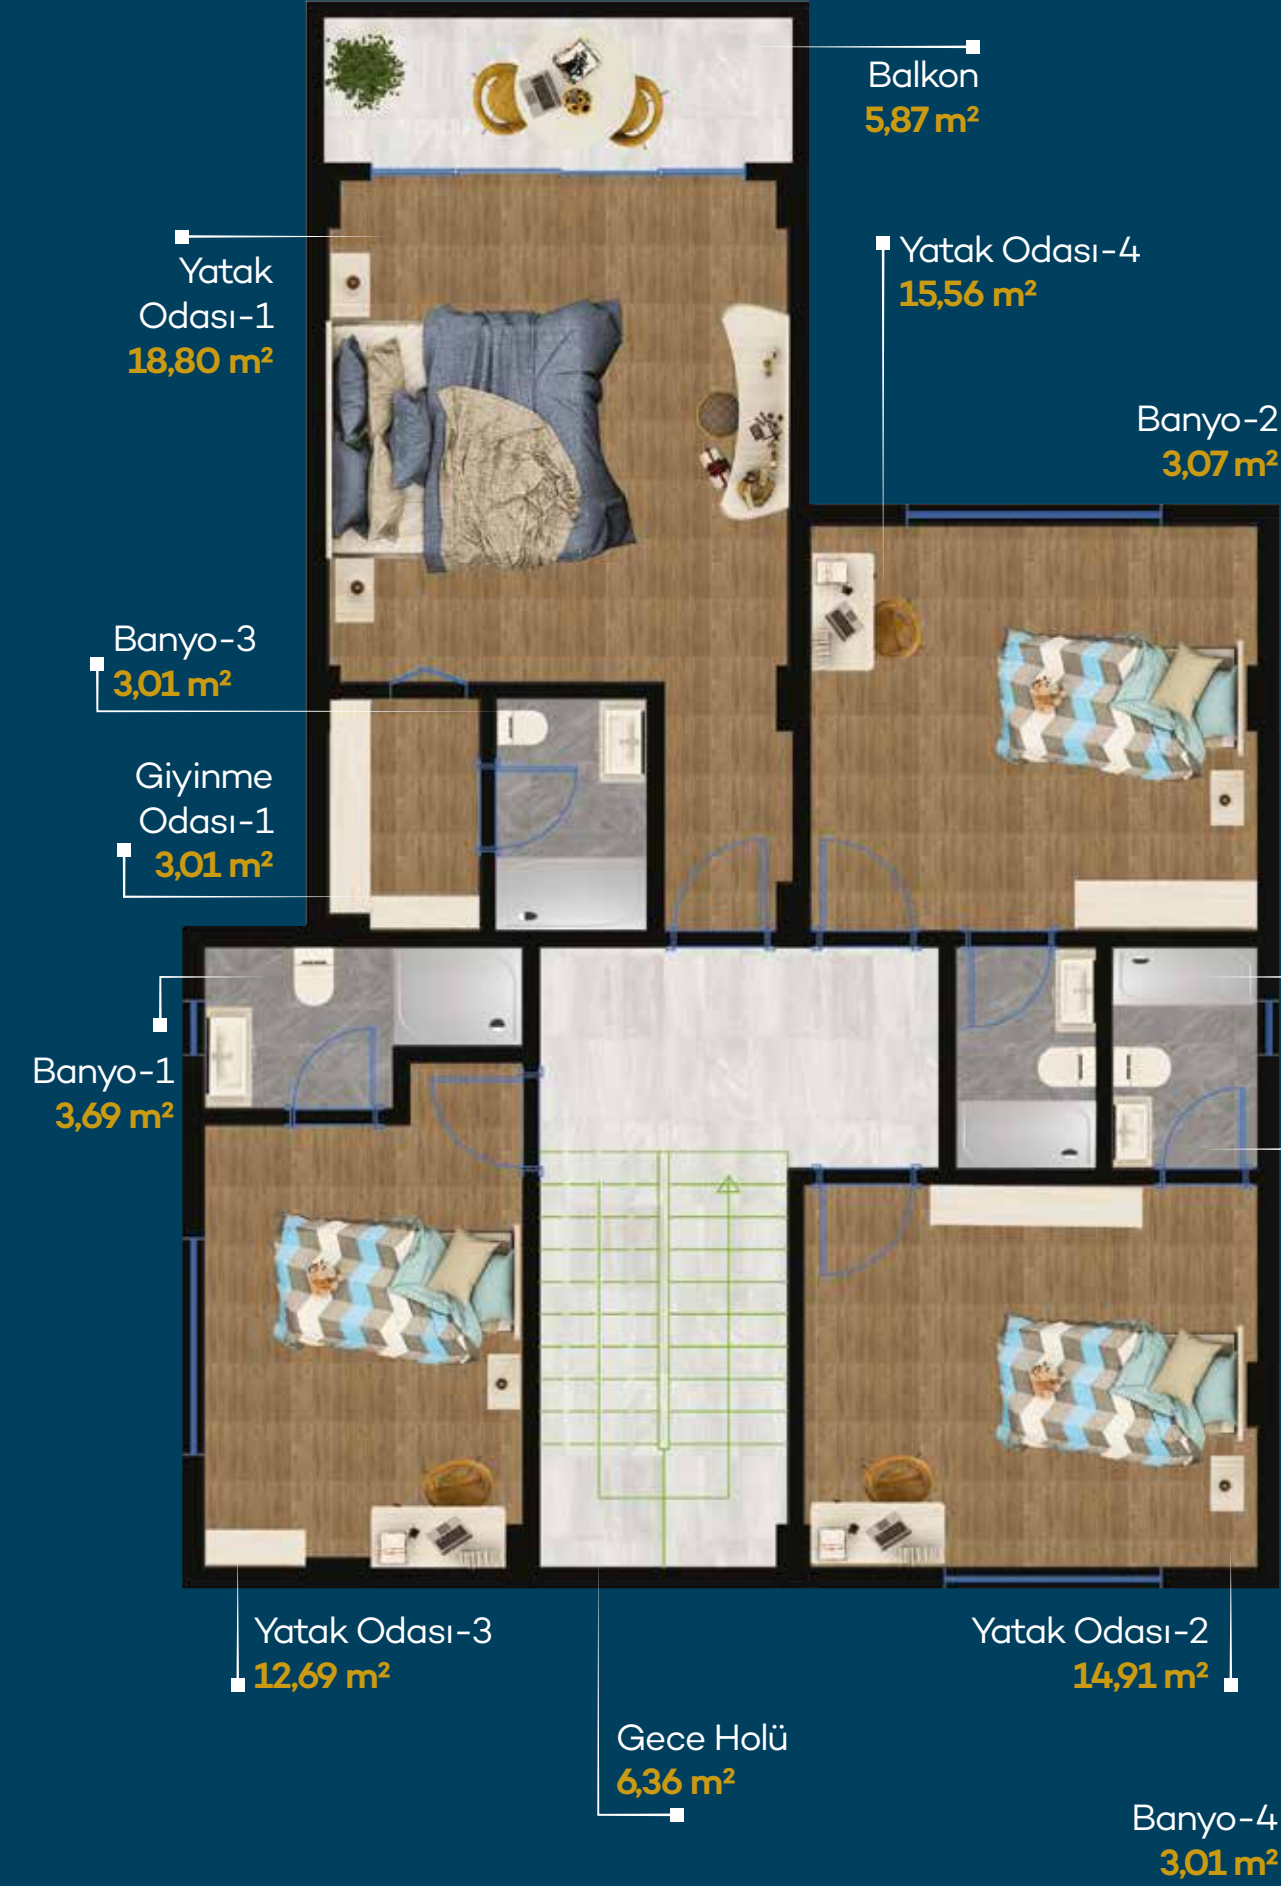 Balkon
5,87 m²
Yatak
Odası-1
18,80 m²
Yatak Odası-4
15,56 m²
Banyo-2
3,07 m²
Banyo-3
3,01 m²
Giyinme
Odası-1
3,01 m²
Banyo-1
3,69 m²
Yatak Odası-3
12,69 m²
Yatak Odası-2
14,91 m²
Gece Holü
6,36 m²
Banyo-4
3,01 m²